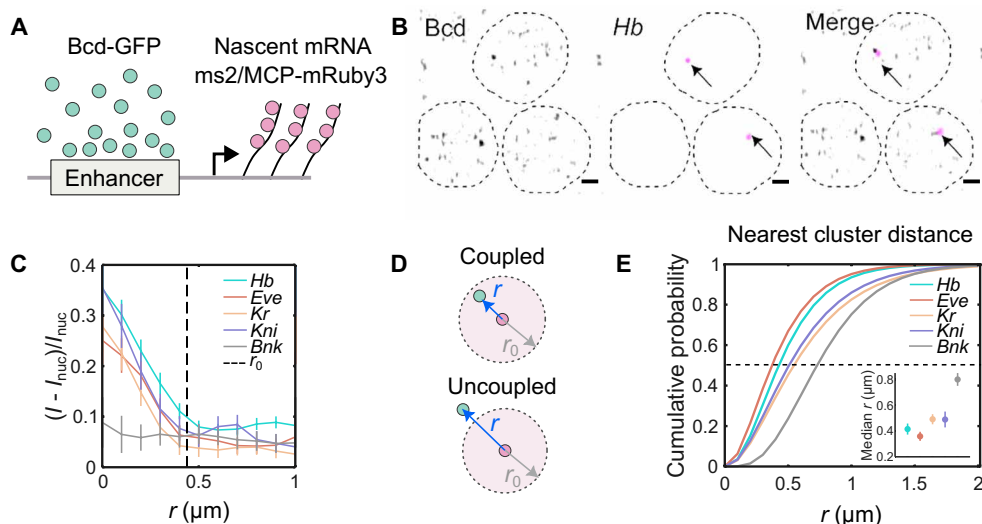 A
Bcd-GFP
Nascent mRNA
ms2/MCP-mRuby3
Enhancer
B
Bcd
Hb
Merge
C
(I - Inuc)/Inuc
0.4
0.3
0.2
0.1
0
0
0.5
1
r (µm)
Hb
Eve
Kr
Kni
Bnk
r0
D
Coupled
r
r0
Uncoupled
r
r0
E
Nearest cluster distance
Cumulative probability
1
0.8
0.6
0.4
0.2
0
0
0.5
1
1.5
2
r (µm)
Hb
Eve
Kr
Kni
Bnk
Median r (µm)
0.8
0.6
0.4
0.2